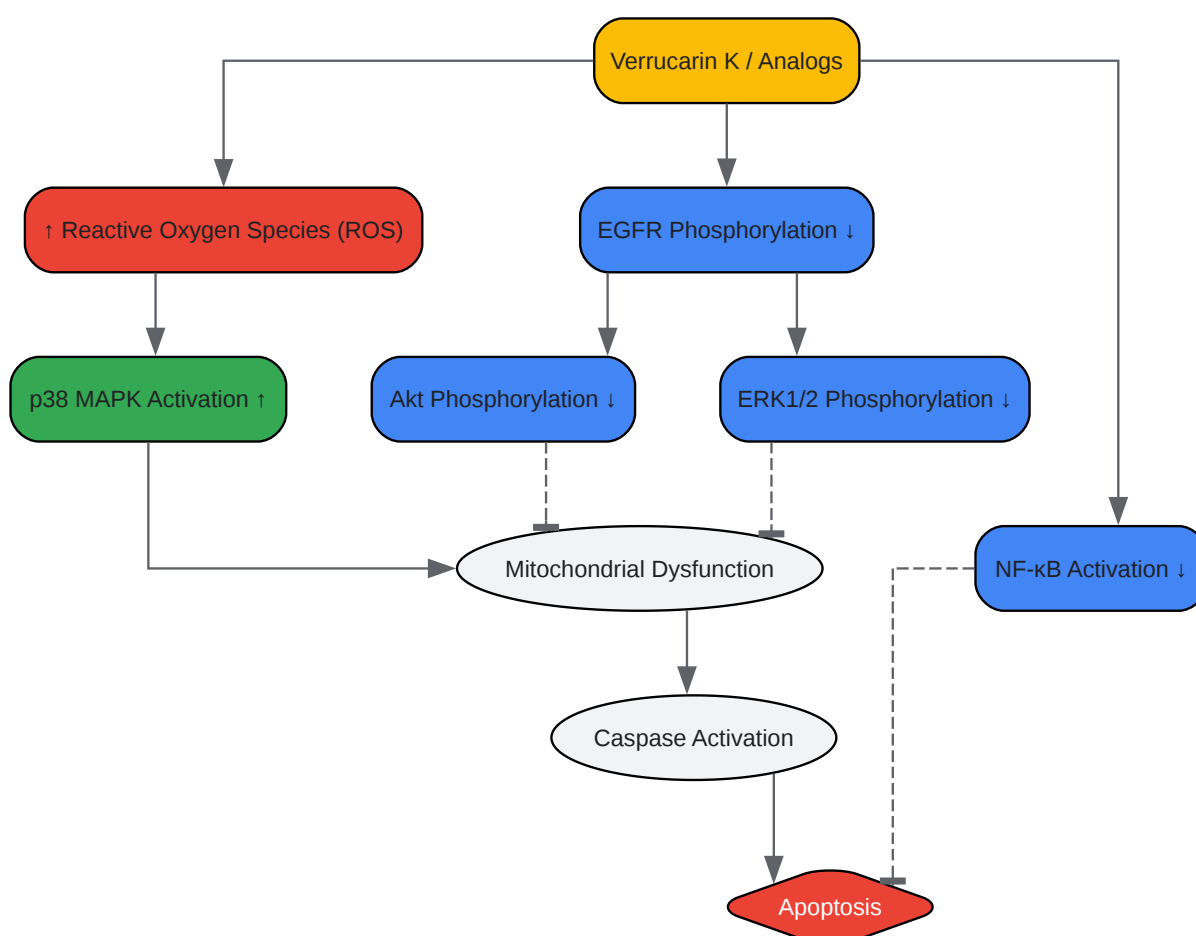 Verrucarin K / Analogs
↑ Reactive Oxygen Species (ROS)
EGFR Phosphorylation ↓
p38 MAPK Activation ↑
Akt Phosphorylation ↓
ERK1/2 Phosphorylation ↓
Mitochondrial Dysfunction
NF-κB Activation ↓
Caspase Activation
Apoptosis